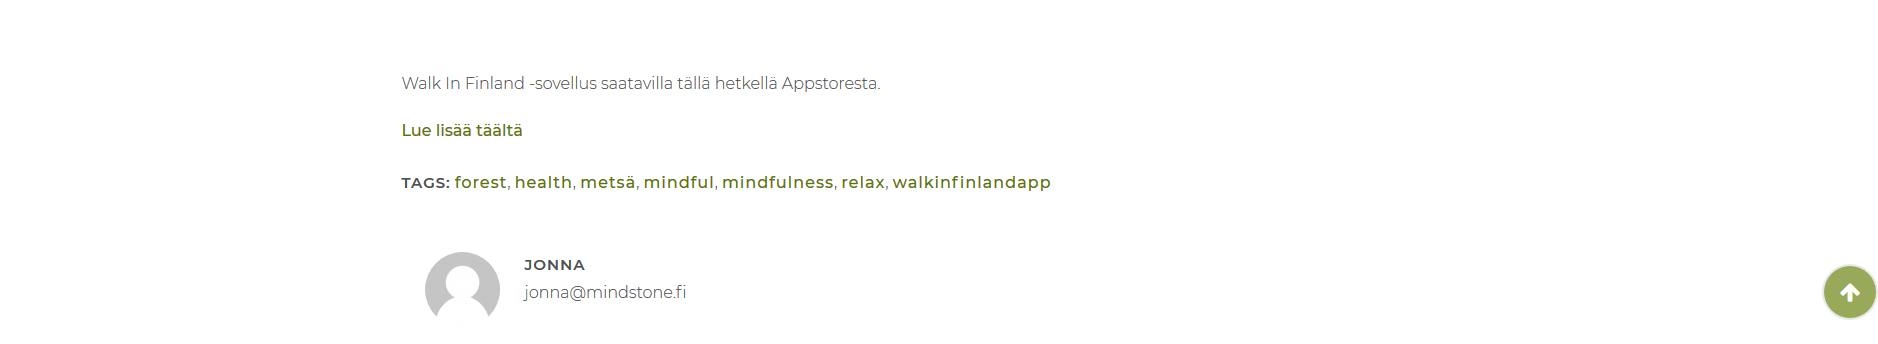 Walk In Finland -sovellus saatavilla tällä hetkellä Appstoresta.
Lue lisää täältä
TAGS: forest, health, metsä, mindful, mindfulness, relax, walkinfinlandapp
JONNA
jonna@mindstone.fi